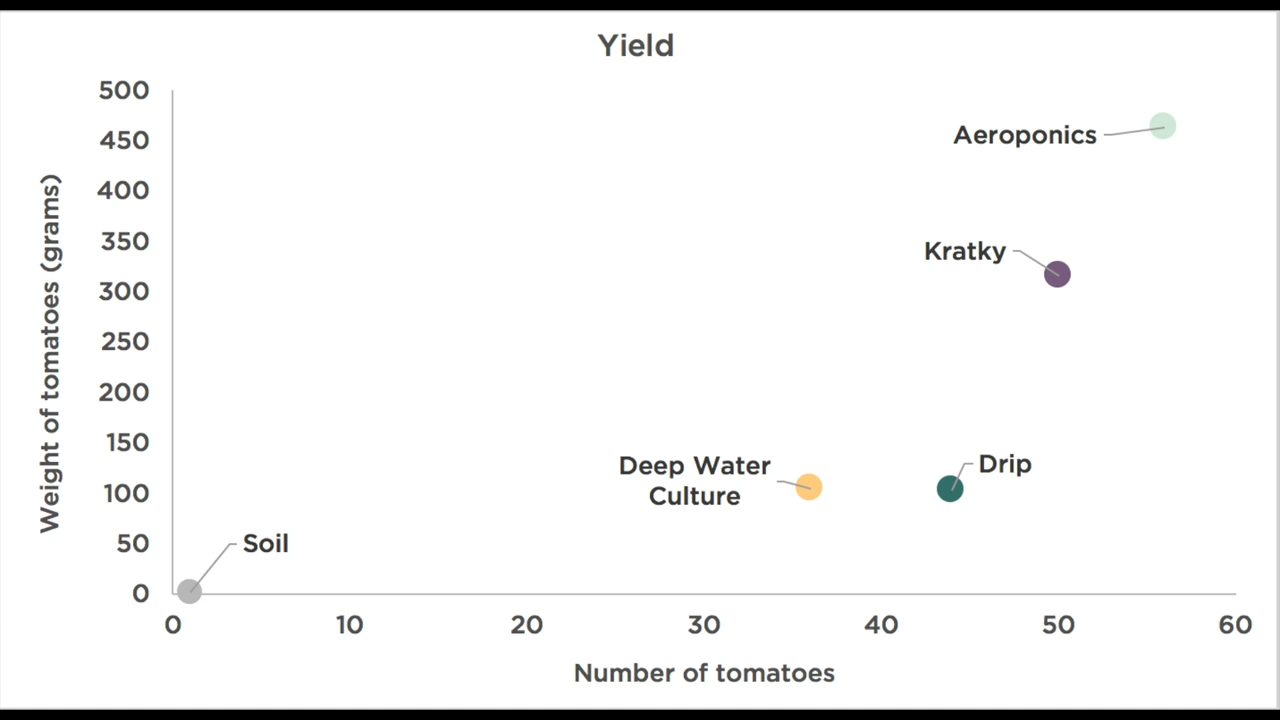 Yield
500
450
400
350
300
250
200
150
100
50
0
Weight of tomatoes (grams)
Aeroponics
Kratky
Deep Water
Culture
Drip
Soil
0 10 20 30 40 50 60
Number of tomatoes